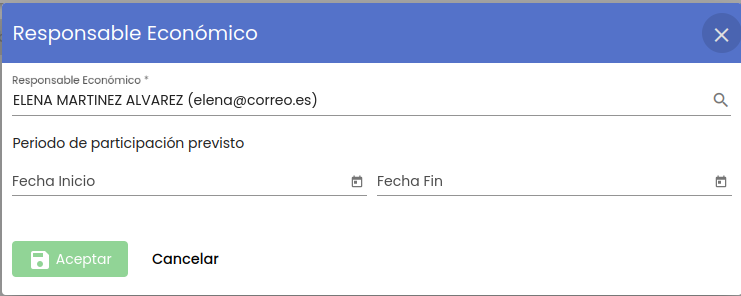 Responsable Económico
Responsable Económico *
ELENA MARTINEZ ALVAREZ (elena@correo.es)
Periodo de participación previsto
Fecha Inicio
Fecha Fin
Aceptar
Cancelar